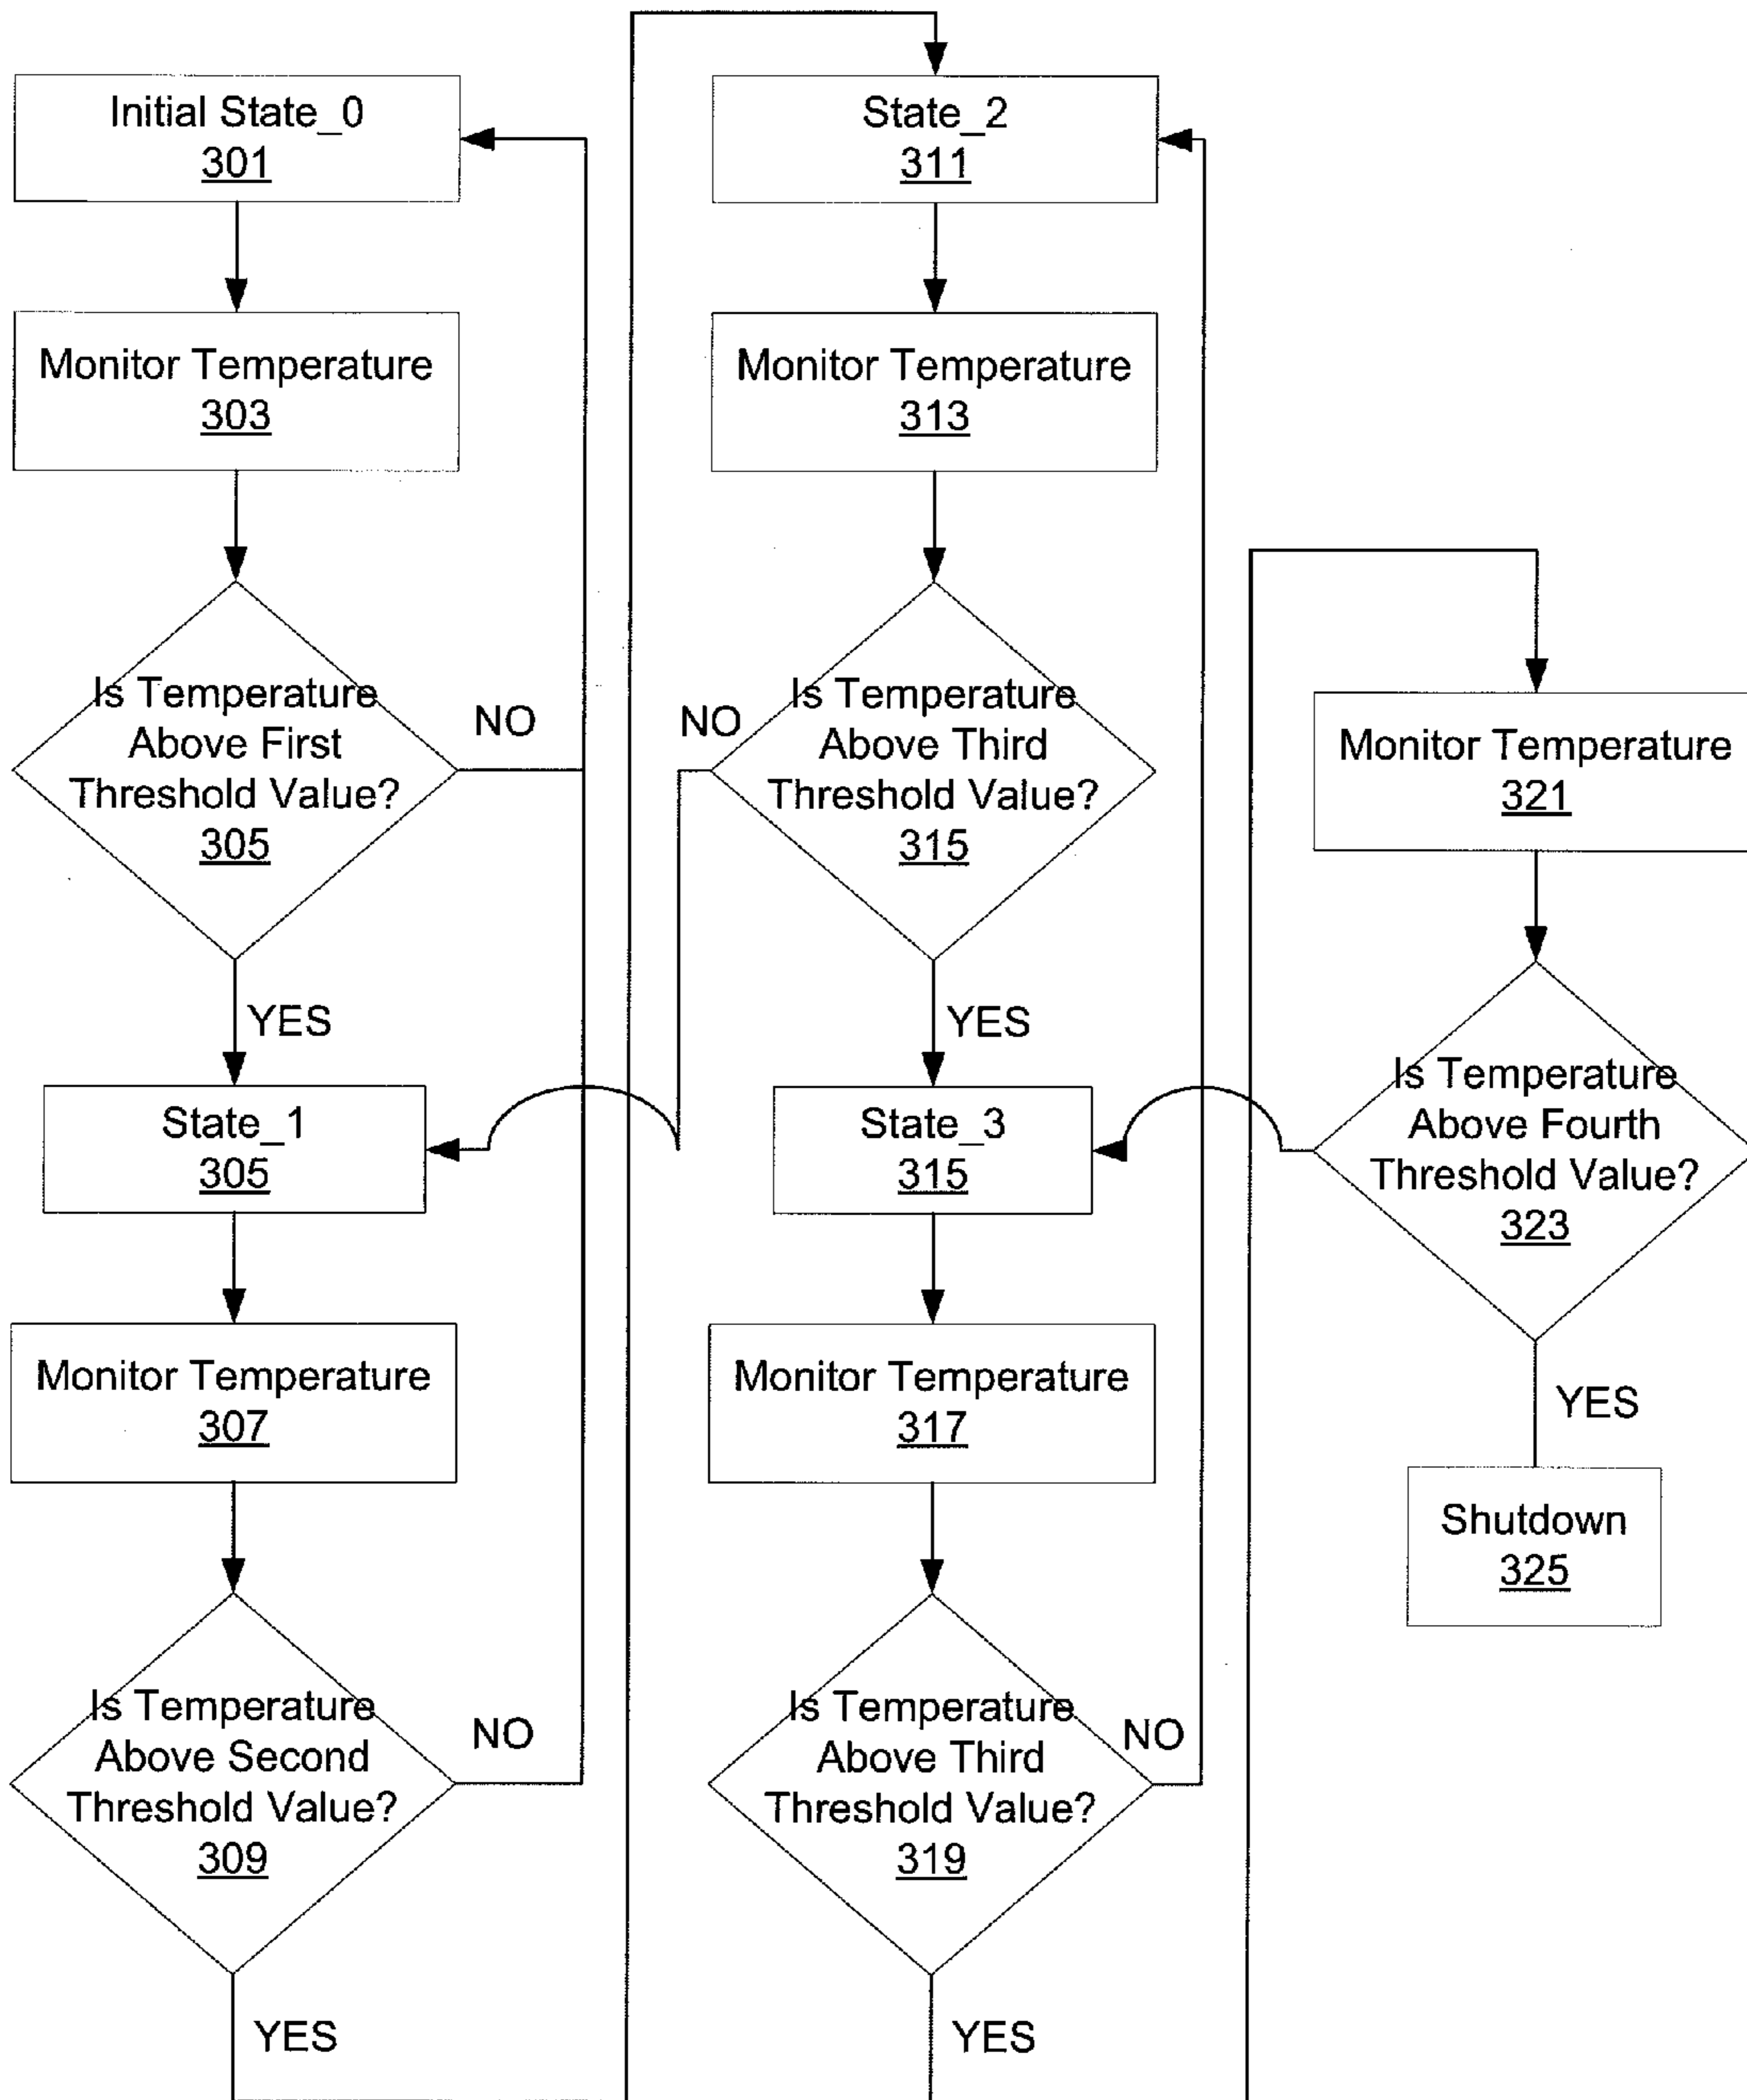 Initial State_0
301
Monitor Temperature
303
Is Temperature
Above First
Threshold Value?
305
NO
YES
State_1
305
Monitor Temperature
307
Is Temperature
Above Second
Threshold Value?
309
NO
YES
State_2
311
Monitor Temperature
313
Is Temperature
Above Third
Threshold Value?
315
NO
YES
State_3
315
Monitor Temperature
317
Is Temperature
Above Third
Threshold Value?
319
NO
YES
Monitor Temperature
321
Is Temperature
Above Fourth
Threshold Value?
323
YES
Shutdown
325